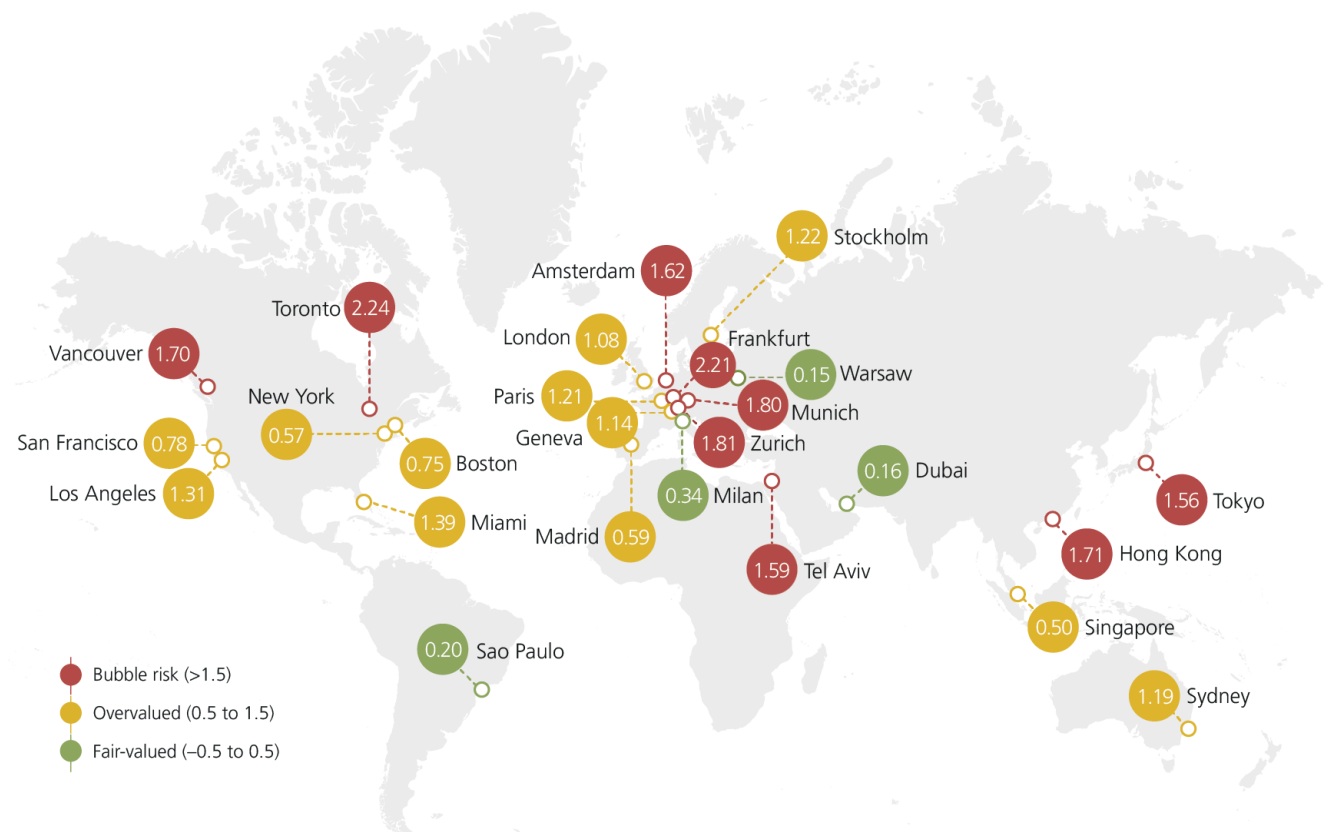 1.22 Stockholm
Amsterdam 1.62
Toronto 2.24
London 1.08
Frankfurt
2.21
Vancouver 1.70
0.15 Warsaw
New York
Paris 1.21
1.80 Munich
1.14
Geneva
0.57
San Francisco 0.78
1.81 Zurich
0.75 Boston
0.16 Dubai
Los Angeles 1.31
0.34 Milan
1.56 Tokyo
1.39 Miami
Madrid 0.59
1.71 Hong Kong
1.59 Tel Aviv
0.50 Singapore
0.20 Sao Paulo
1.19 Sydney
Bubble risk (>1.5)
Overvalued (0.5 to 1.5)
Fair-valued (–0.5 to 0.5)